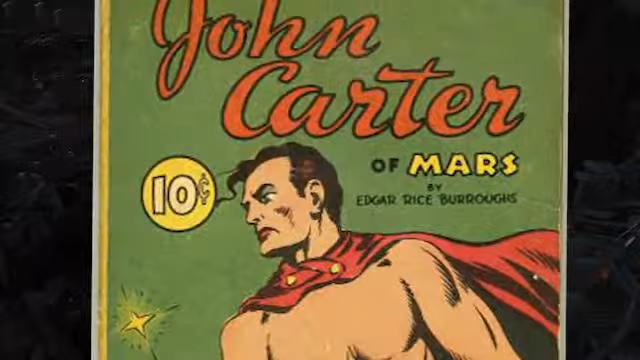 John
Carter
OF MARS
BY
EDGAR RICE BURROUGHS
10¢